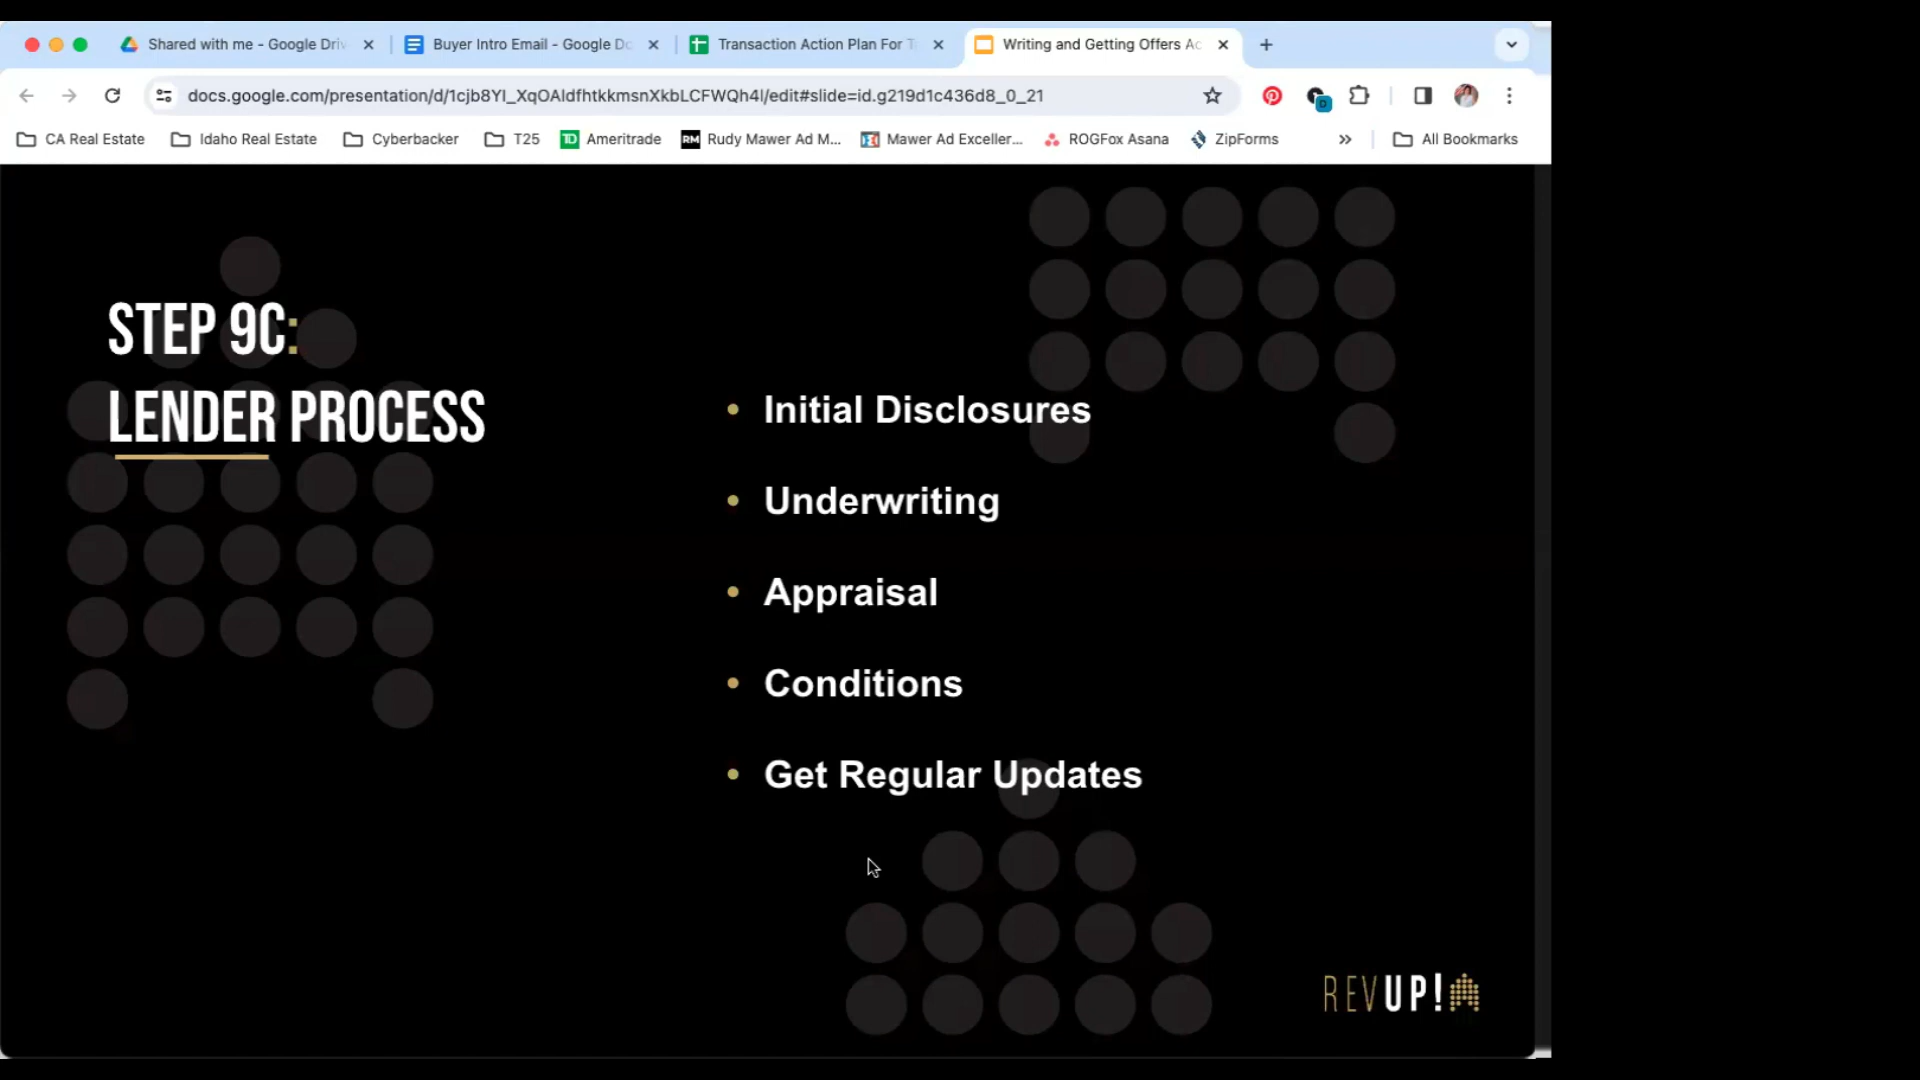 Shared with me - Google Driv
Buyer Intro Email - Google Do
Transaction Action Plan For T
Writing and Getting Offers Ac
docs.google.com/presentation/d/1cjb8YI_XqOAIdfhtkkmsnXkbLCFWQh4I/edit#slide=id.g219d1c436d8_0_21
CA Real Estate
Idaho Real Estate
Cyberbacker
T25
Ameritrade
RM Rudy Mawer Ad M...
Mawer Ad Exceller...
ROGFox Asana
ZipForms
All Bookmarks
STEP 9C:
LENDER PROCESS
• Initial Disclosures
• Underwriting
• Appraisal
• Conditions
• Get Regular Updates
REVUP!